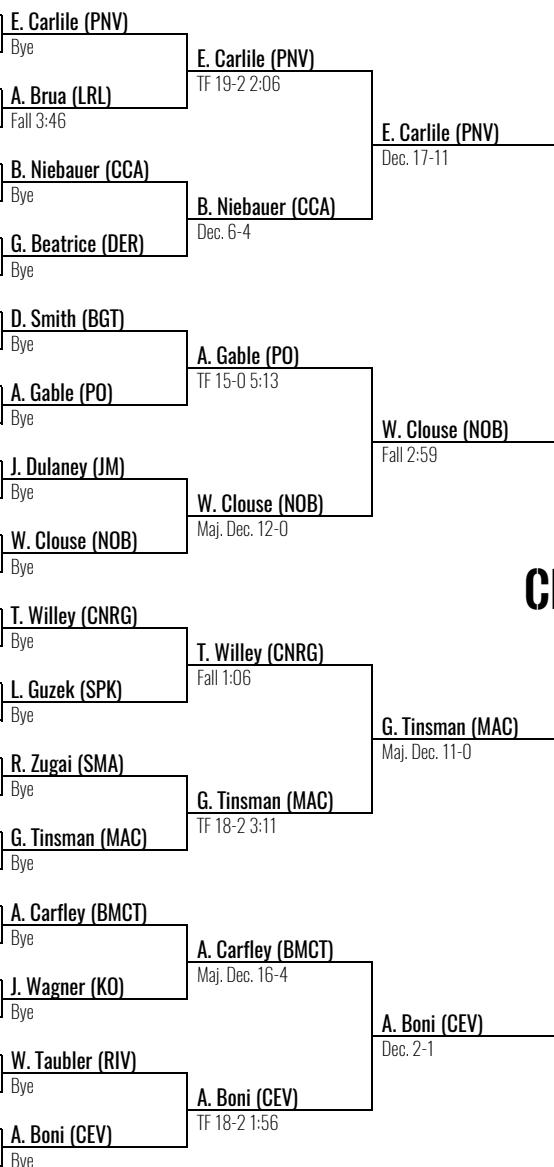 E. Carlile (PNV)
Bye
A. Brua (LRL)
Fall 3:46
B. Niebauer (CCA)
Bye
G. Beatrice (DER)
Bye
D. Smith (BGT)
Bye
A. Gable (PO)
Bye
J. Dulaney (JM)
Bye
W. Clouse (NOB)
Bye
T. Willey (CNRG)
Bye
L. Guzek (SPK)
Bye
R. Zugai (SMA)
Bye
G. Tinsman (MAC)
Bye
A. Carfley (BMCT)
Bye
J. Wagner (KO)
Bye
W. Taubler (RIV)
Bye
A. Boni (CEV)
Bye
E. Carlile (PNV)
TF 19-2 2:06
B. Niebauer (CCA)
Dec. 6-4
A. Gable (PO)
TF 15-0 5:13
W. Clouse (NOB)
Maj. Dec. 12-0
T. Willey (CNRG)
Fall 1:06
G. Tinsman (MAC)
TF 18-2 3:11
A. Carfley (BMCT)
Maj. Dec. 16-4
A. Boni (CEV)
TF 18-2 1:56
E. Carlile (PNV)
Dec. 17-11
W. Clouse (NOB)
Fall 2:59
G. Tinsman (MAC)
Maj. Dec. 11-0
A. Boni (CEV)
Dec. 2-1